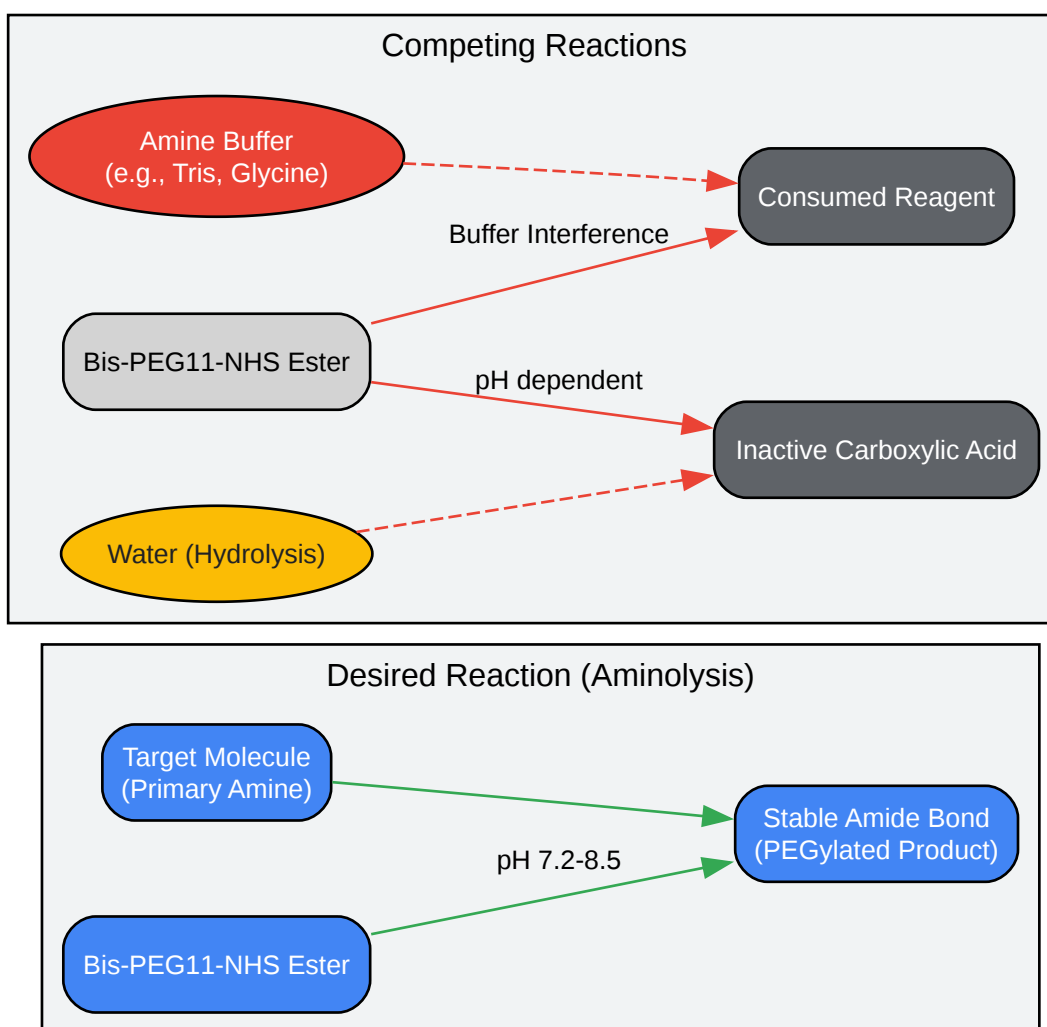 Competing Reactions
Amine Buffer
(e.g., Tris, Glycine)
Consumed Reagent
Buffer Interference
Bis-PEG11-NHS Ester
pH dependent
Inactive Carboxylic Acid
Water (Hydrolysis)
Desired Reaction (Aminolysis)
Target Molecule
(Primary Amine)
Stable Amide Bond
(PEGylated Product)
pH 7.2-8.5
Bis-PEG11-NHS Ester